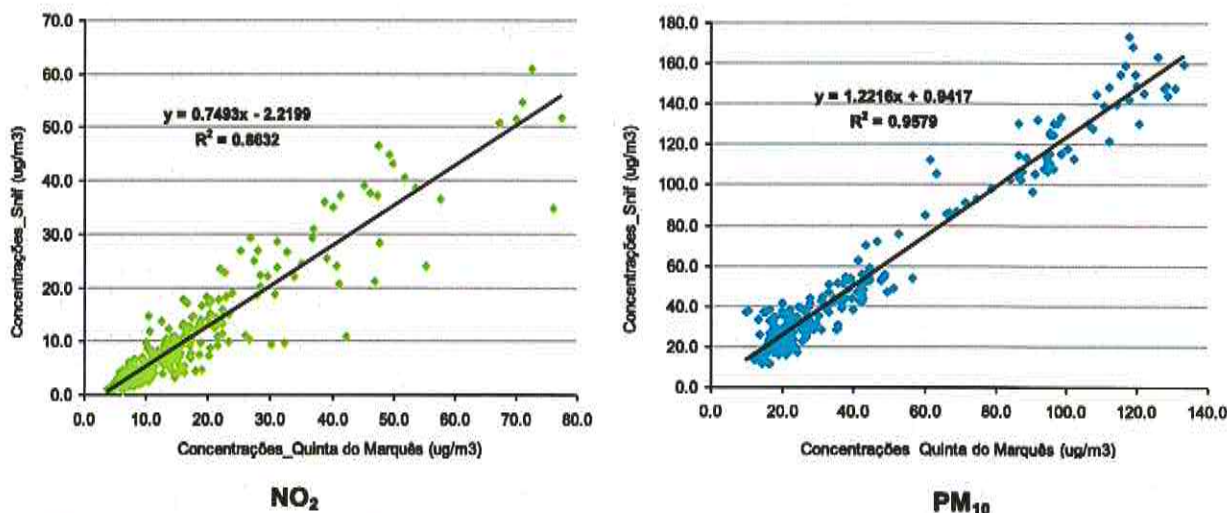 70.0
60.0
50.0
40.0
30.0
20.0
10.0
0.0
Concentrações_Snif (ug/m3)
y = 0.7493x - 2.2199
R² = 0.8632
0.0 10.0 20.0 30.0 40.0 50.0 60.0 70.0 80.0
Concentrações_Quinta do Marquês (ug/m3)
NO₂
180.0
160.0
140.0
120.0
100.0
80.0
60.0
40.0
20.0
0.0
Concentrações_Snif (ug/m3)
y = 1.2216x + 0.9417
R² = 0.9579
0.0 20.0 40.0 60.0 80.0 100.0 120.0 140.0
Concentrações Quinta do Marquês (ug/m3)
PM₁₀